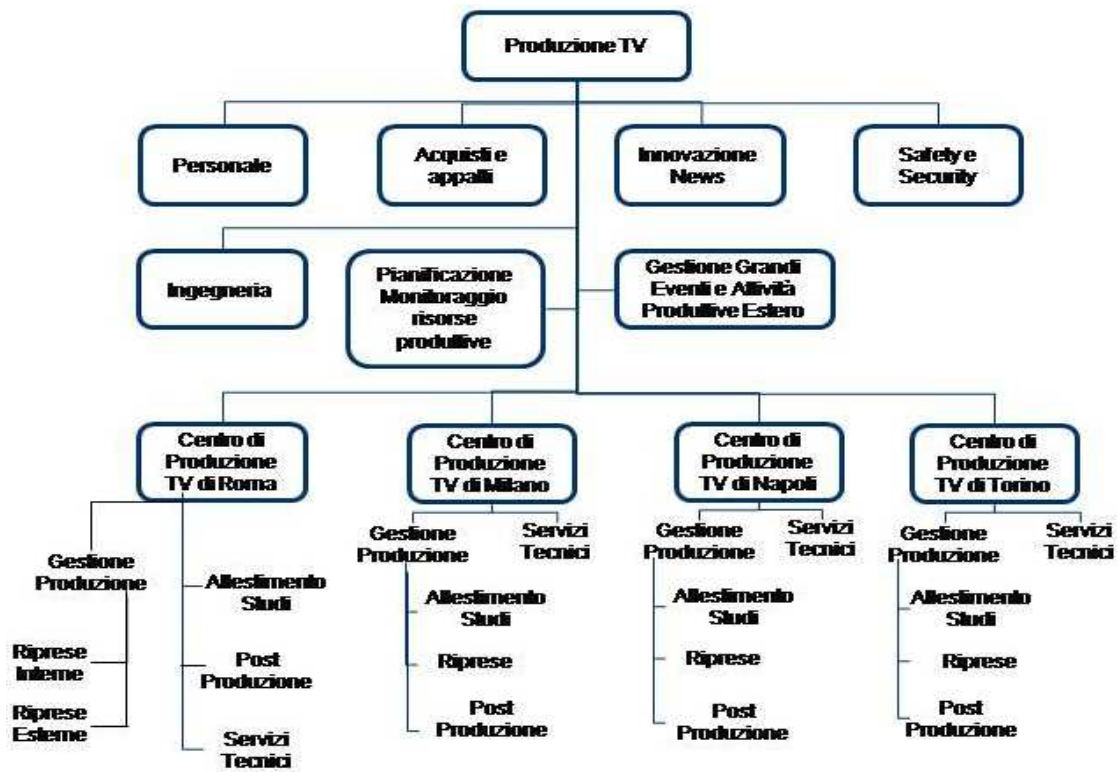 Produzione TV
Personale
Acquisti e
appalti
Innovazione
News
Safety e
Security
Ingegneria
Pianificazione
Monitoraggio
risorse
produttive
Gestione Grandi
Eventi e Attività
Produttive Estero
Centro di
Produzione
TV di Roma
Centro di
Produzione
TV di Milano
Centro di
Produzione
TV di Napoli
Centro di
Produzione
TV di Torino
Gestione
Produzione
Riprese
Interne
Riprese
Esterne
Allestimento
Studi
Post
Produzione
Servizi
Tecnici
Gestione
Produzione
Servizi
Tecnici
Allestimento
Studi
Riprese
Post
Produzione
Gestione
Produzione
Servizi
Tecnici
Allestimento
Studi
Riprese
Post
Produzione
Gestione
Produzione
Servizi
Tecnici
Allestimento
Studi
Riprese
Post
Produzione